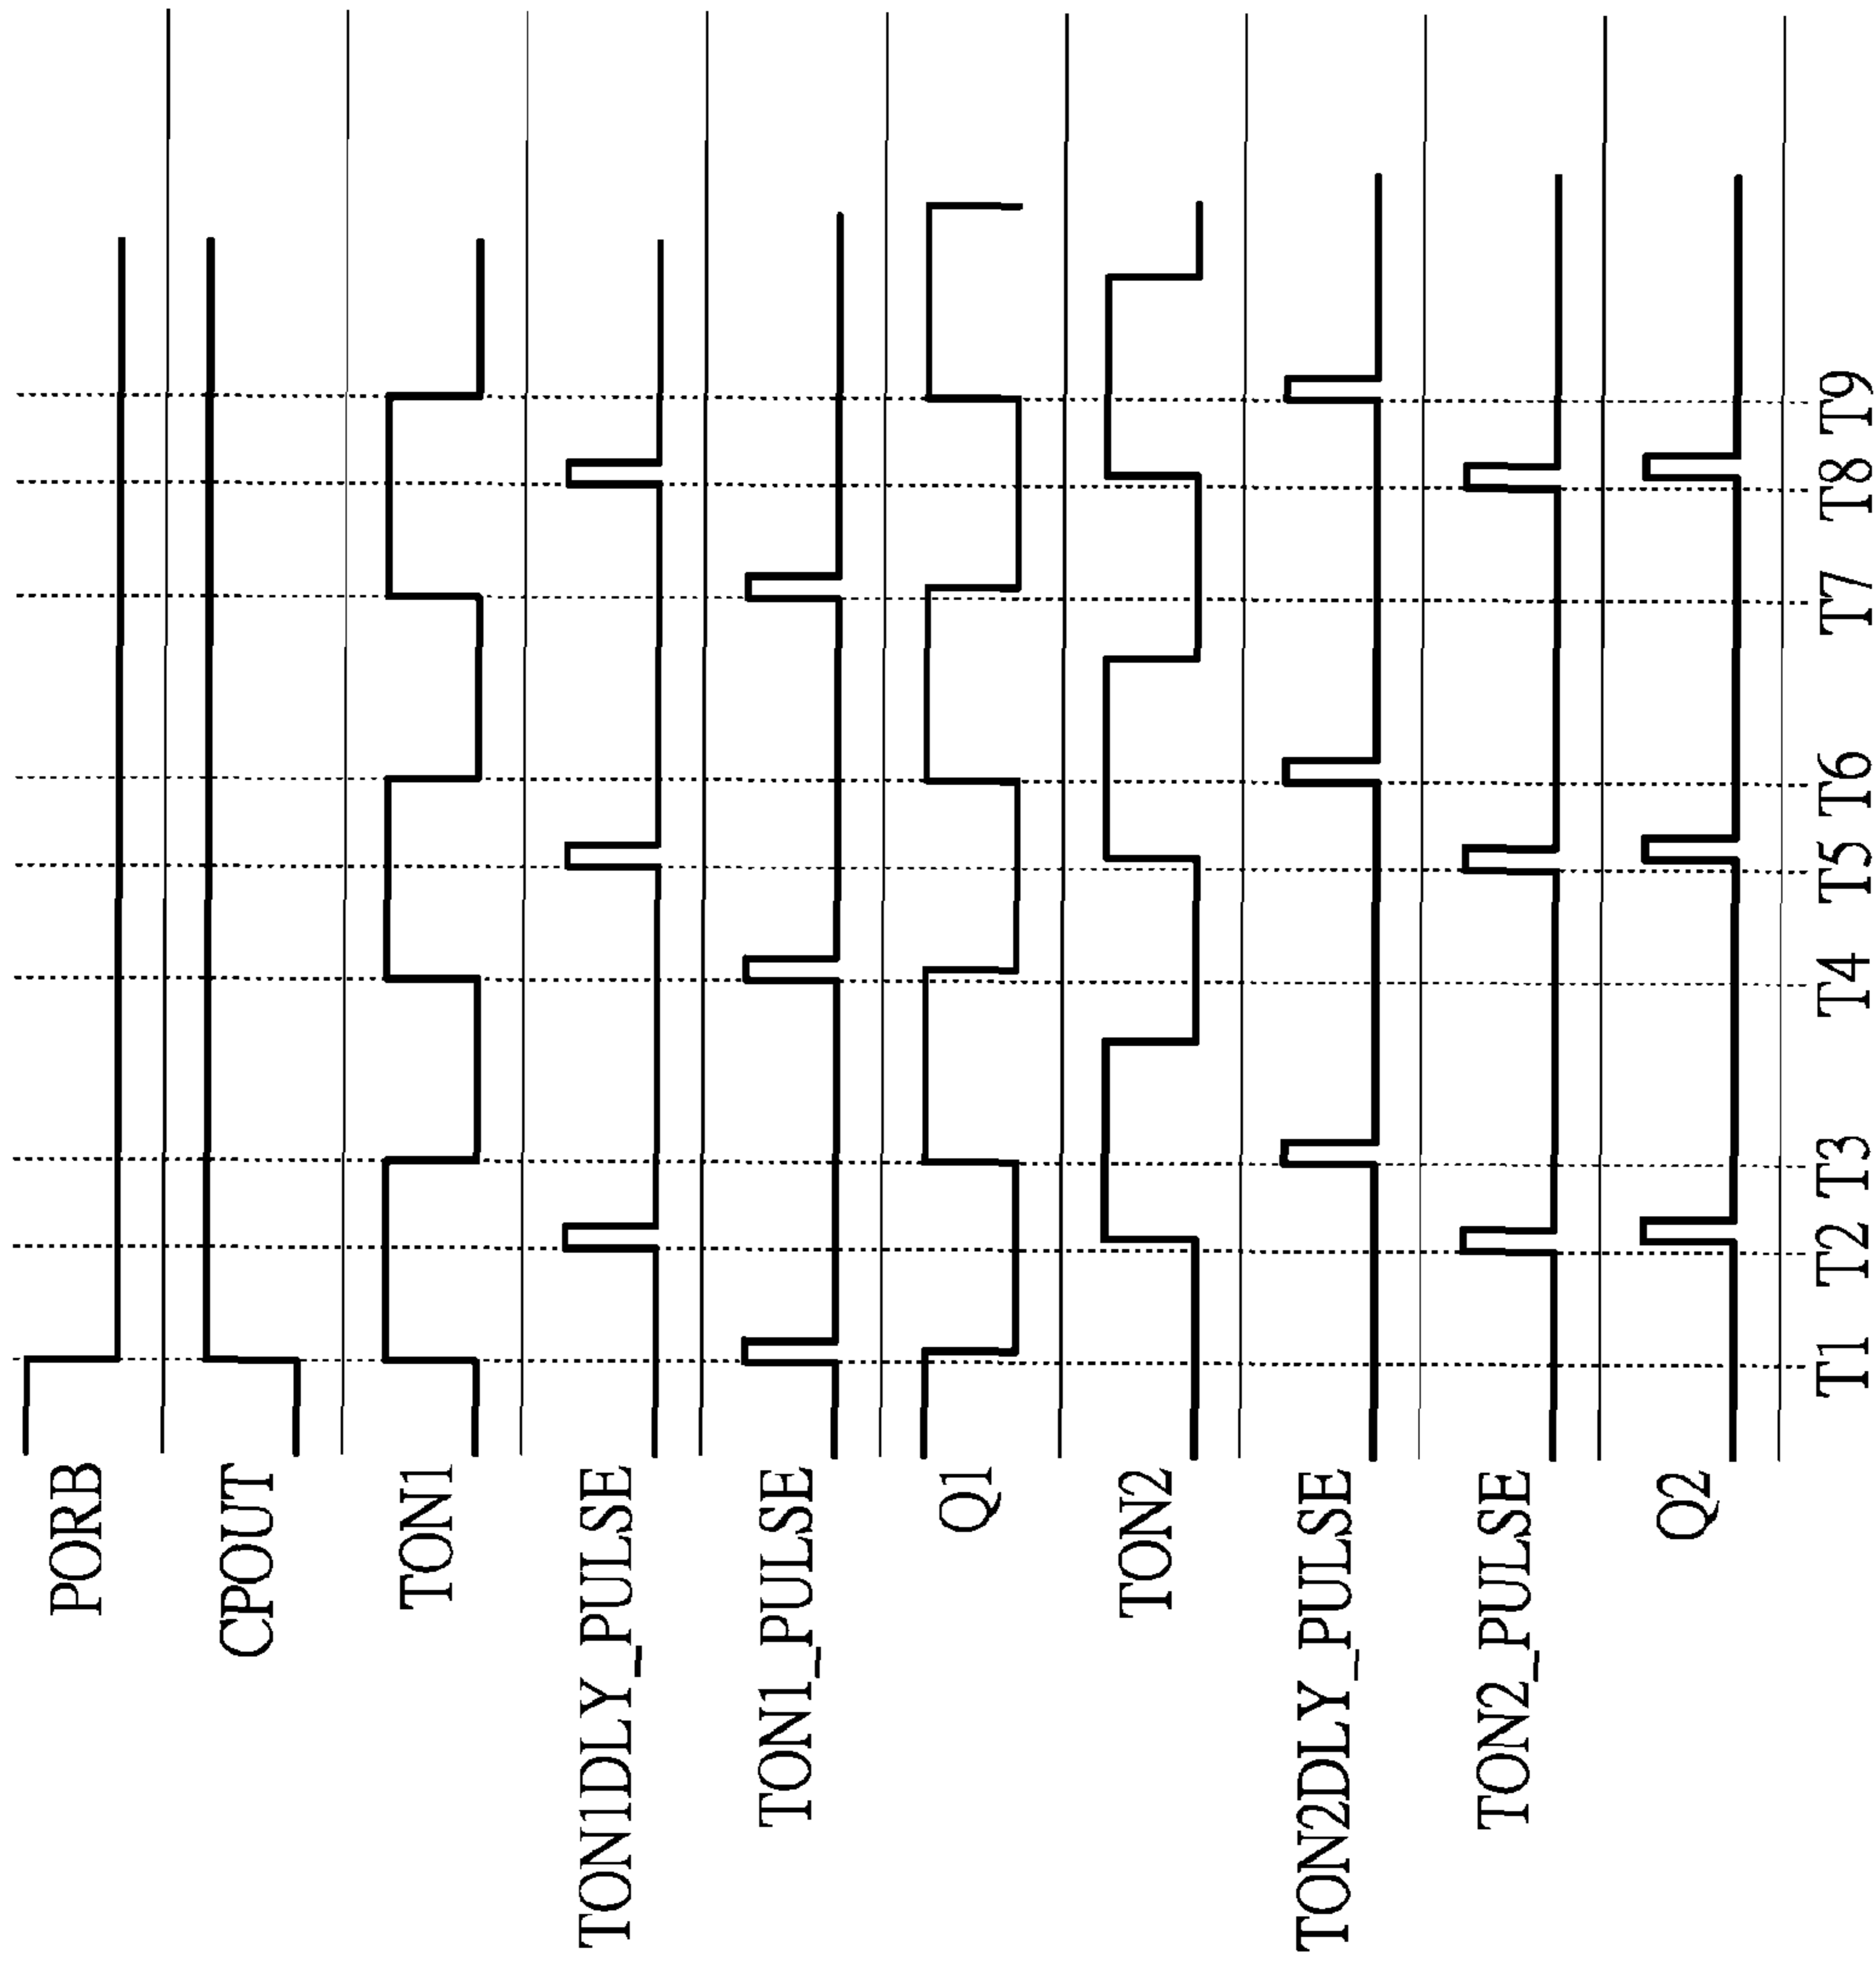 PORB
CPOUT
TON1
TON1DLY_PULSE
TON1_PULSE
Q1
TON2
TON2DLY_PULSE
TON2_PULSE
Q2
T1 T2 T3 T4 T5 T6 T7 T8 T9